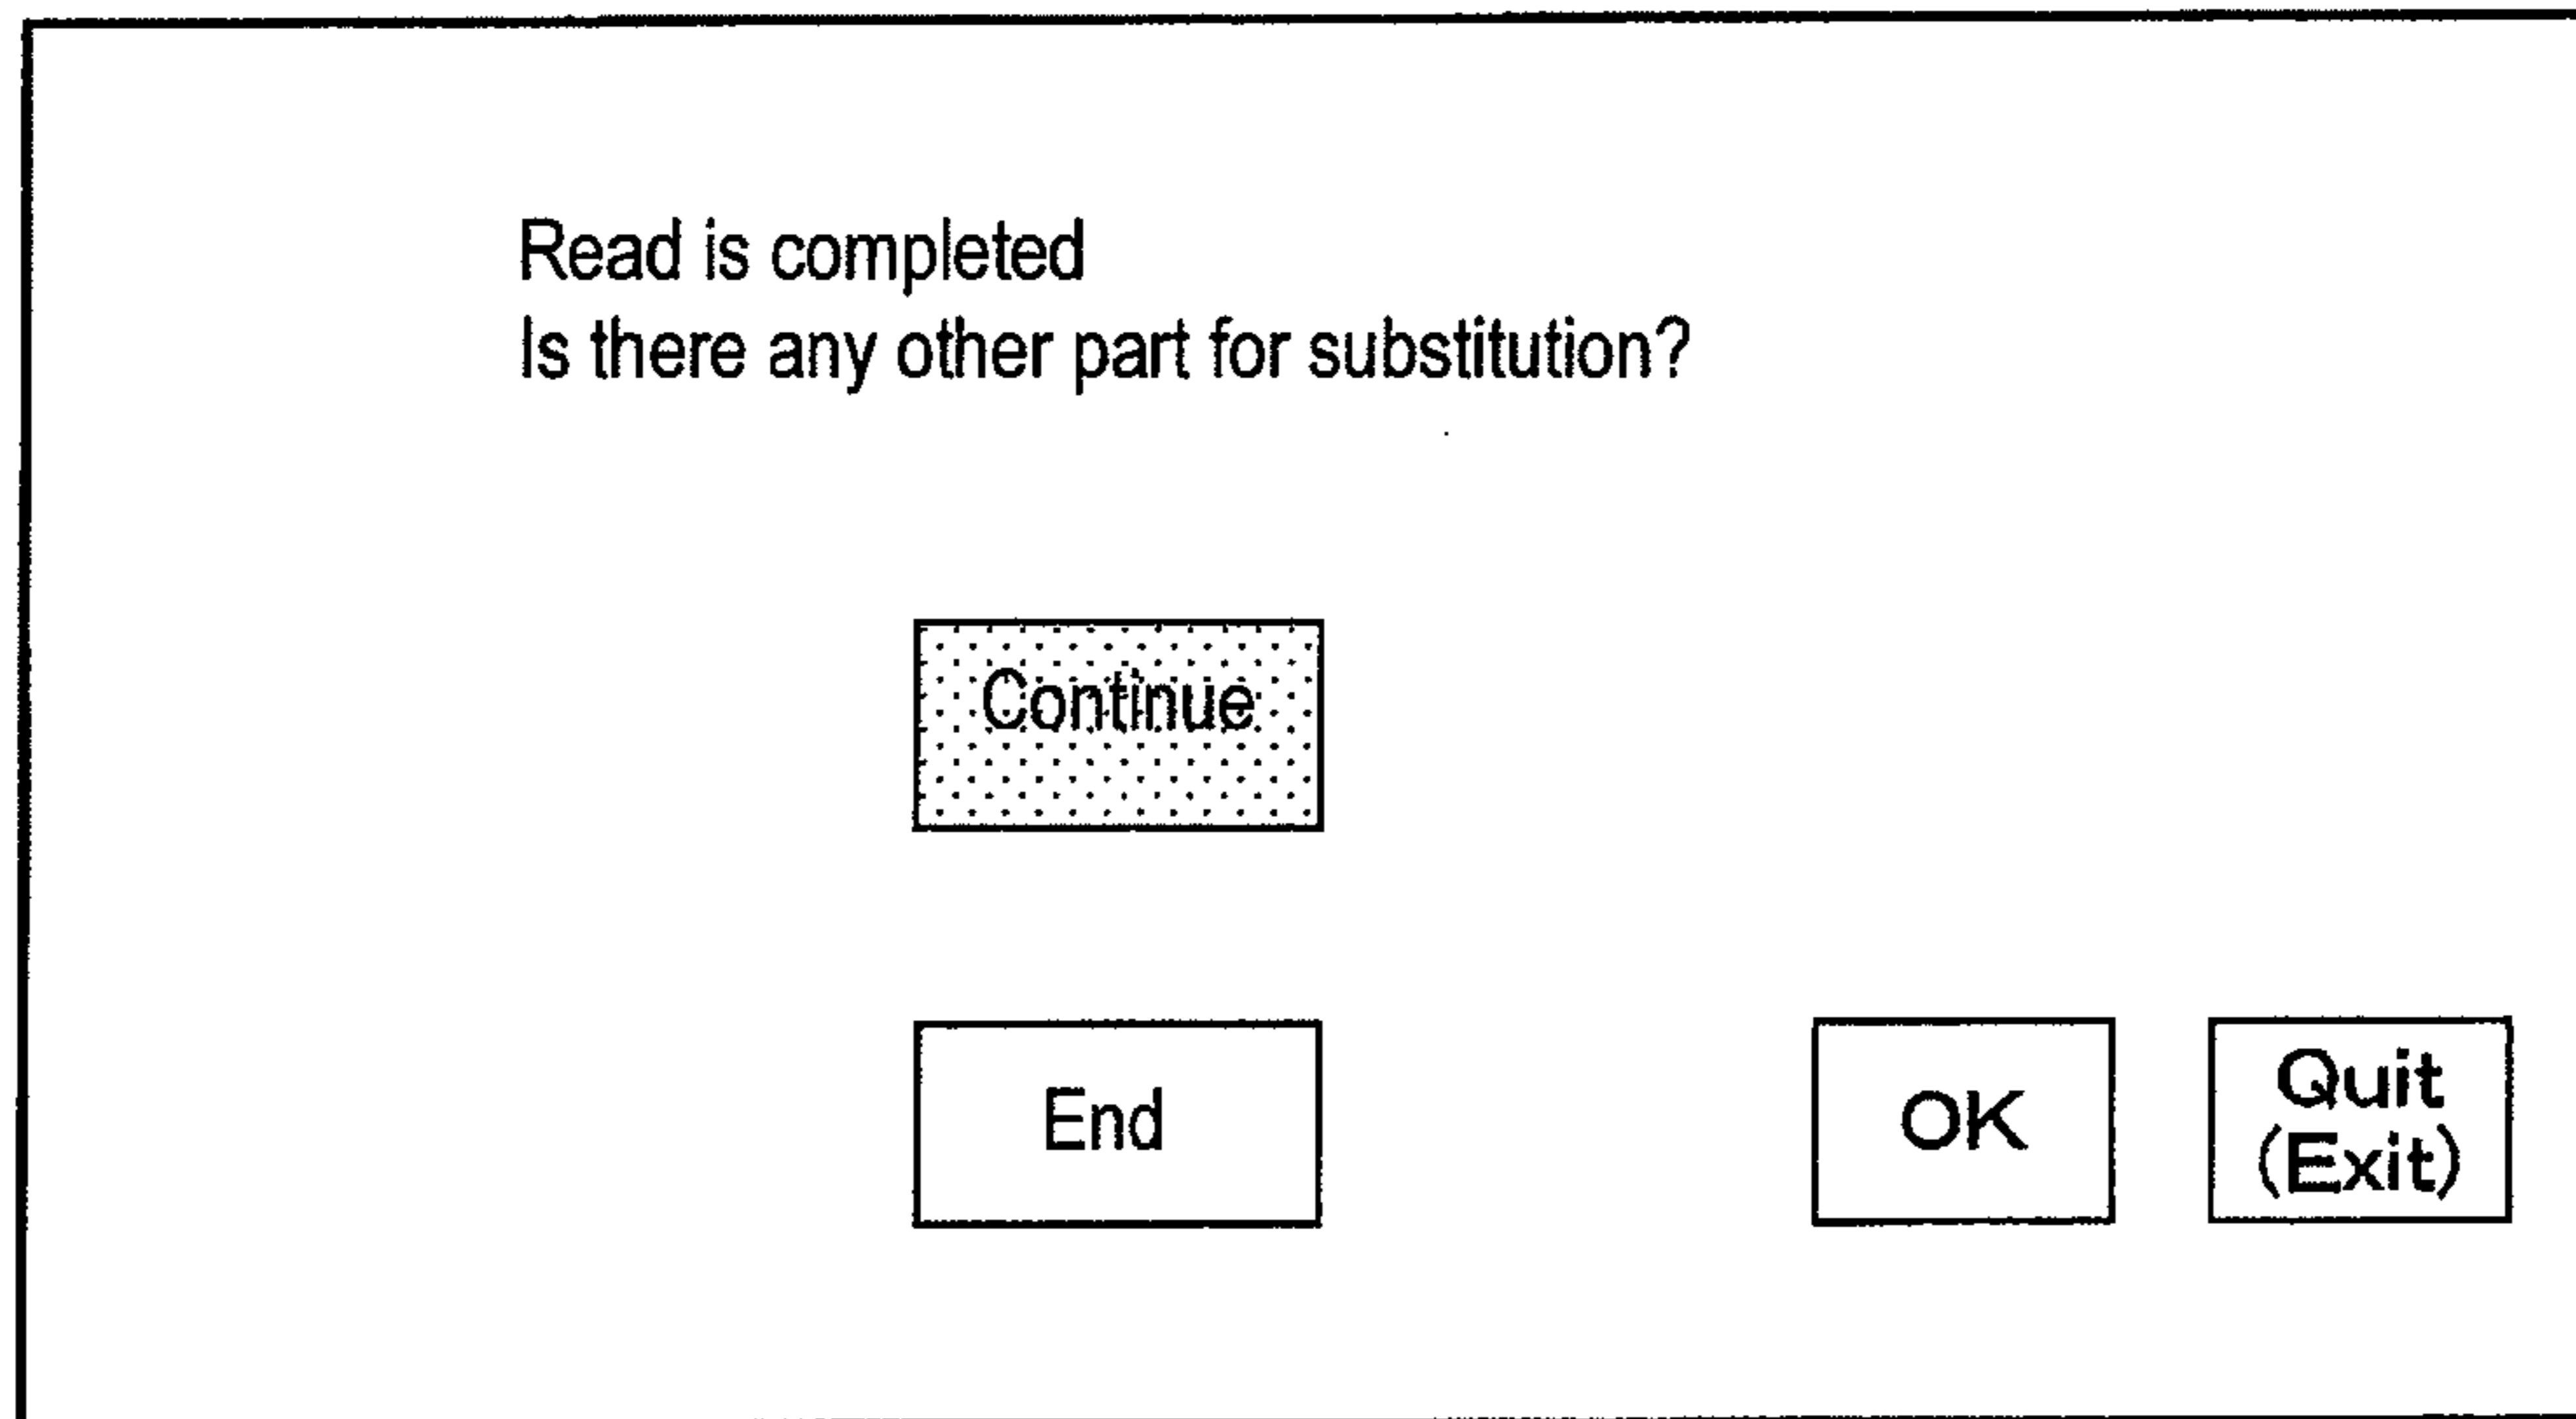 Read is completed
Is there any other part for substitution?
Continue
End
OK
Quit
(Exit)